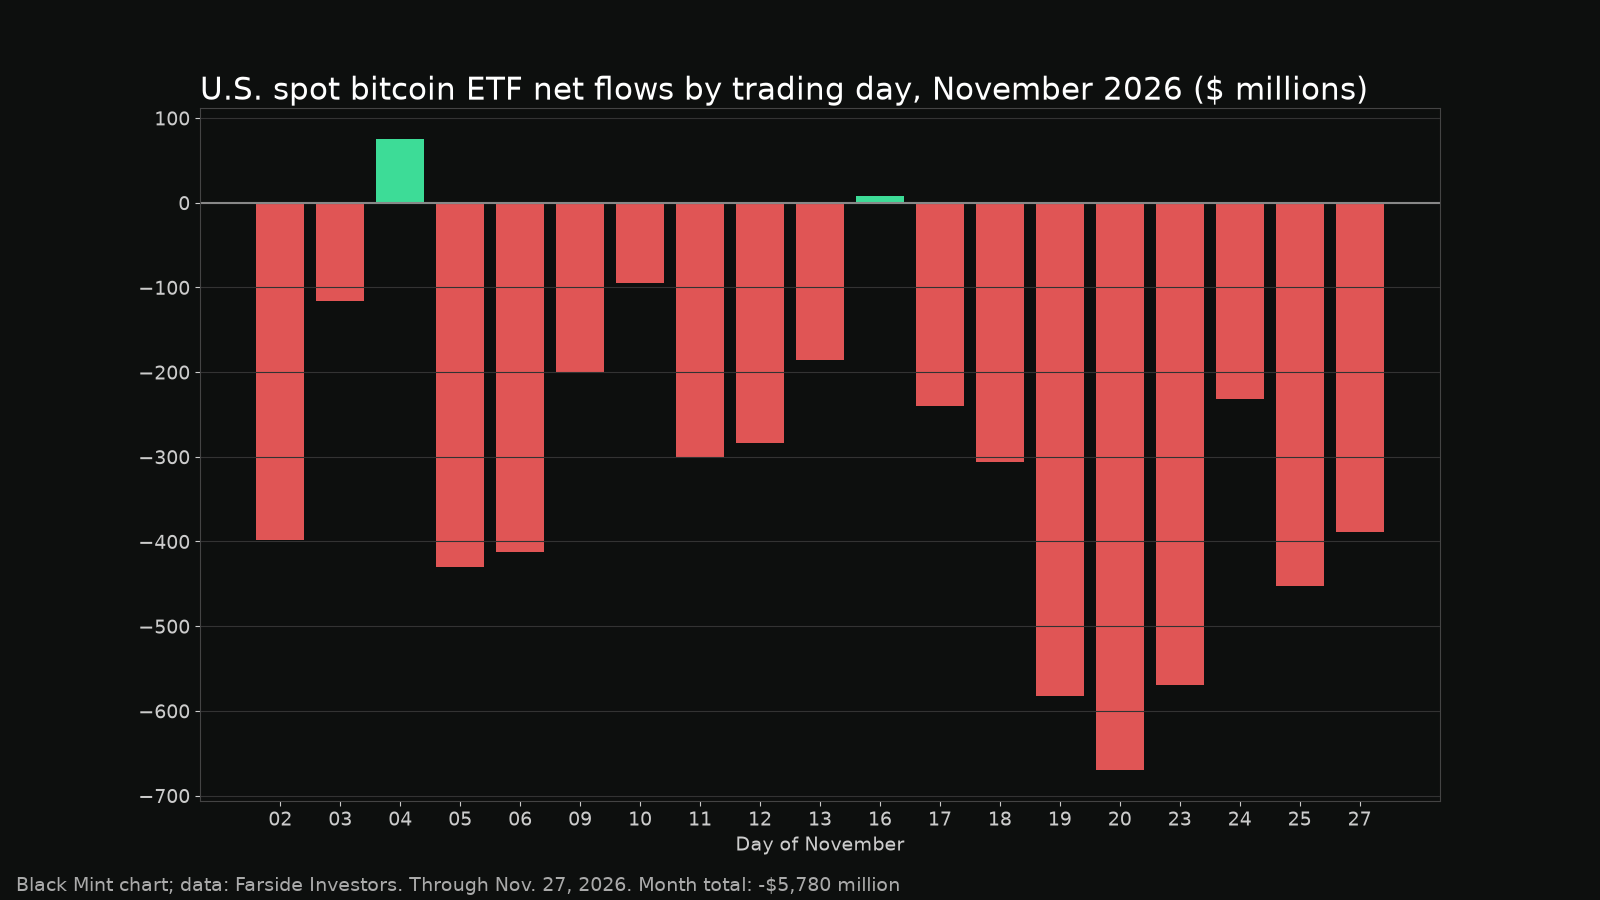 U.S. spot bitcoin ETF net flows by trading day, November 2026 ($ millions)
100
0
−100
−200
−300
−400
−500
−600
−700
02 03 04 05 06 09 10 11 12 13 16 17 18 19 20 23 24 25 27
Day of November
Black Mint chart; data: Farside Investors. Through Nov. 27, 2026. Month total: -$5,780 million